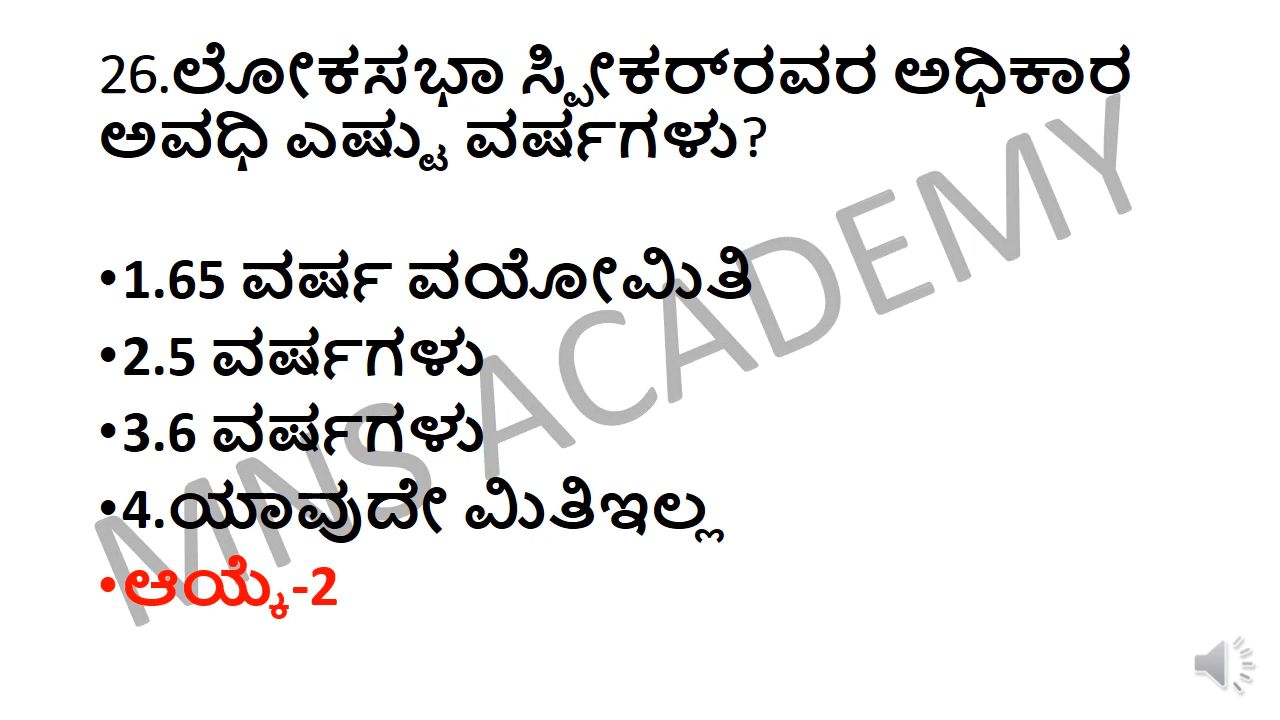 26.ಲೋಕಸಭಾ ಸ್ಪೀಕರ್‌ರವರ ಅಧಿಕಾರ
ಅವಧಿ ಎಷ್ಟು ವರ್ಷಗಳು?
•1.65 ವರ್ಷ ವಯೋಮಿತಿ
•2.5 ವರ್ಷಗಳು
•3.6 ವರ್ಷಗಳು
•4.ಯಾವುದೇ ಮಿತಿಇಲ್ಲ
•ಆಯ್ಕೆ-2
MNS ACADEMY